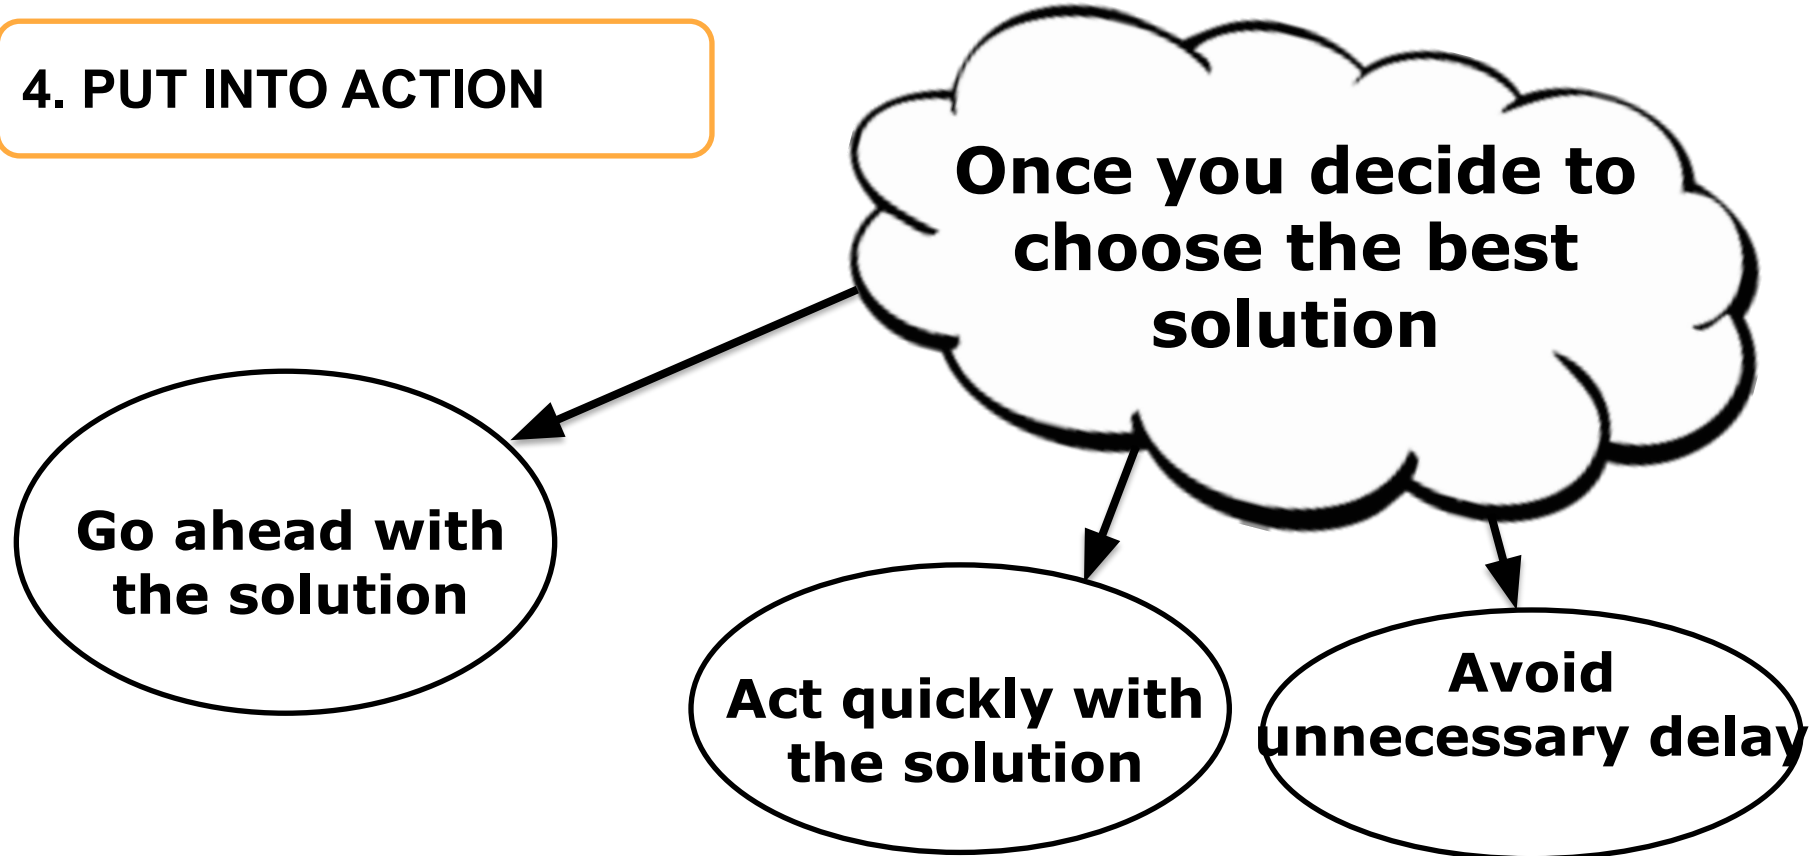 4. PUT INTO ACTION
Once you decide to
choose the best
solution
Go ahead with
the solution
Act quickly with
the solution
Avoid
unnecessary delay